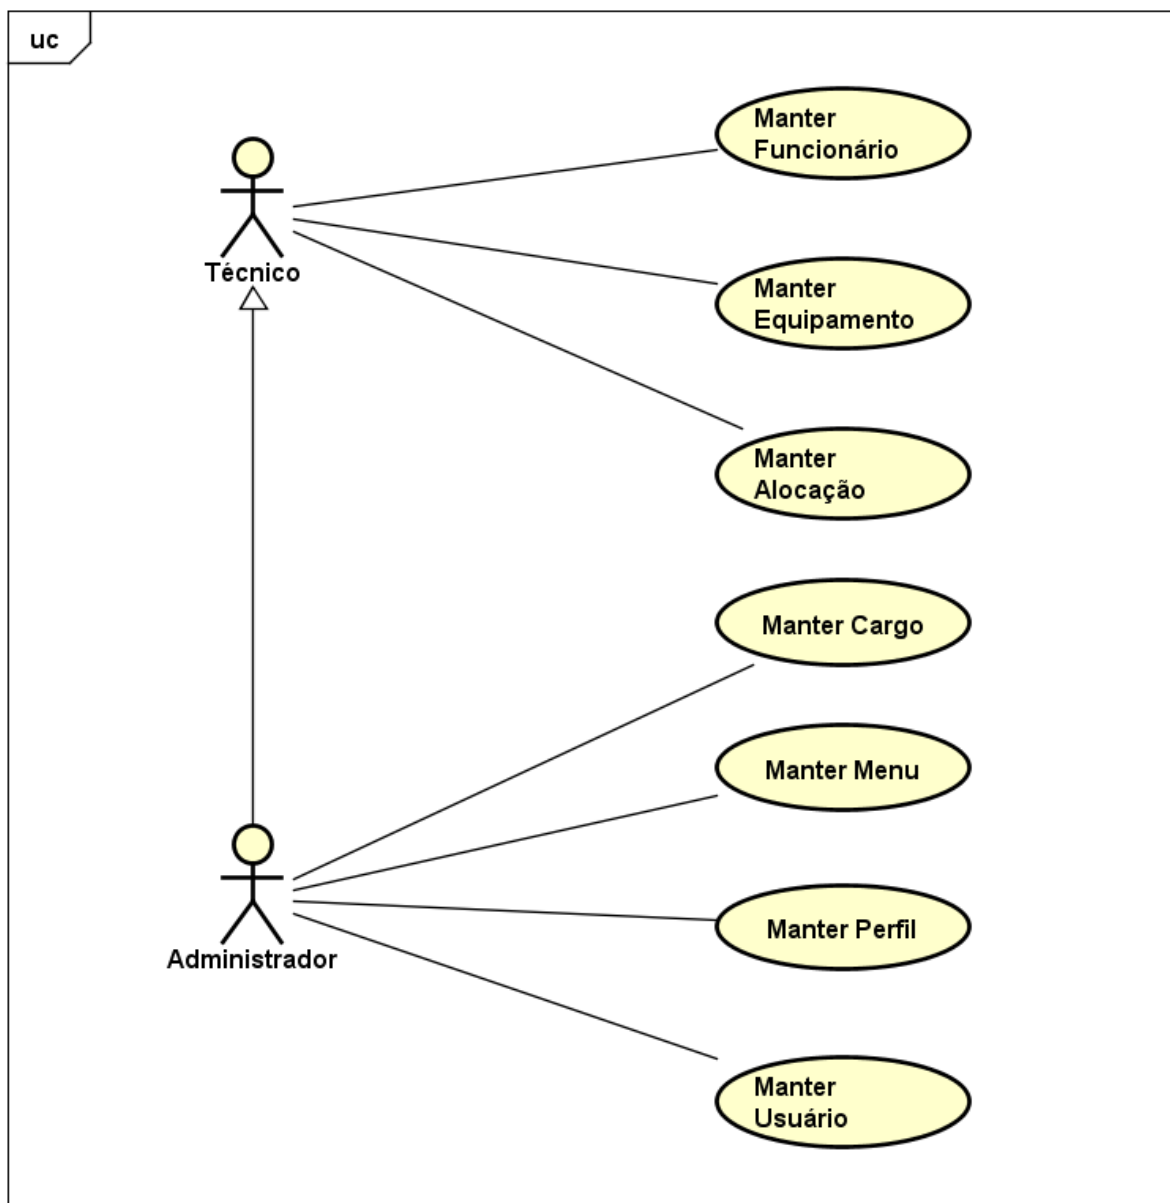 uc
Manter
Funcionário
Técnico
Manter
Equipamento
Manter
Alocação
Manter Cargo
Manter Menu
Manter Perfil
Administrador
Manter
Usuário